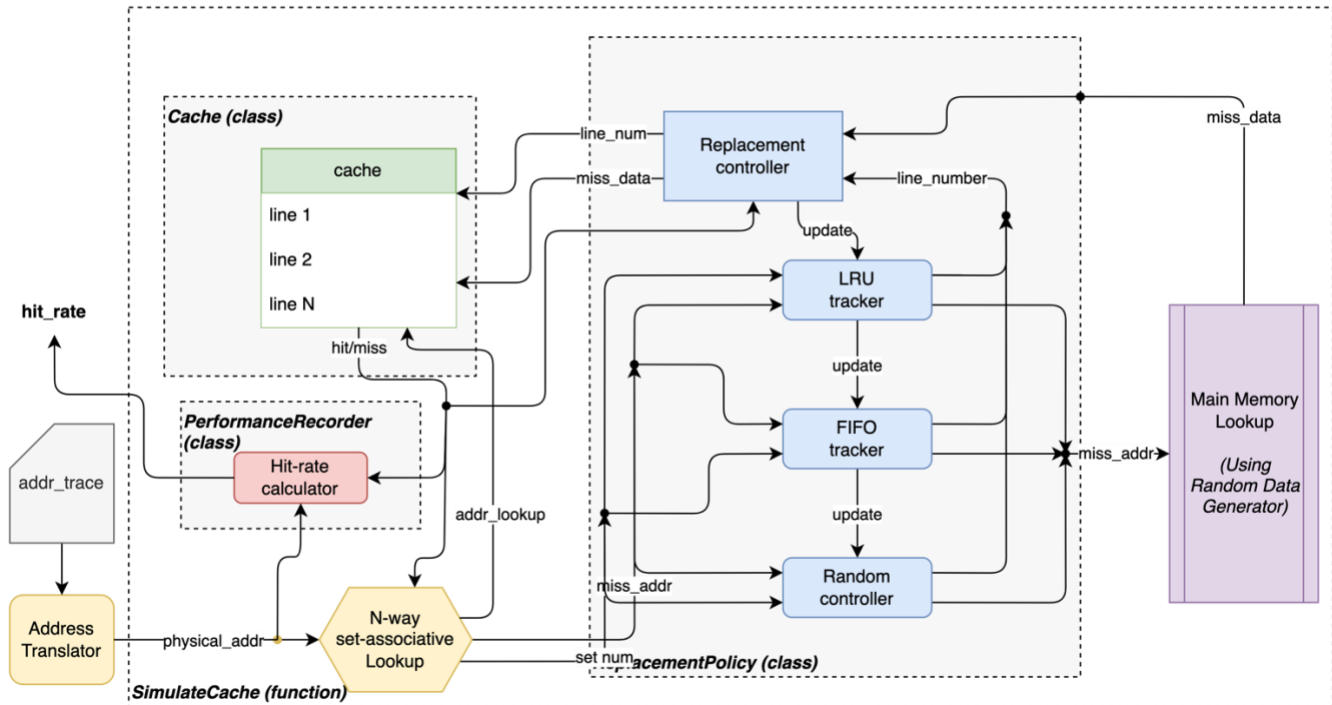 Cache (class)
cache
line 1
line 2
line N
hit/miss
line_num
miss_data
Replacement
controller
line_number
miss_data
update
LRU
tracker
update
FIFO
tracker
update
Random
controller
miss_addr
Main Memory
Lookup
(Using
Random Data
Generator)
hit_rate
PerformanceRecorder
(class)
Hit-rate
calculator
addr_trace
addr_lookup
Address
Translator
physical_addr
N-way
set-associative
Lookup
miss_addr
set num
placementPolicy (class)
SimulateCache (function)